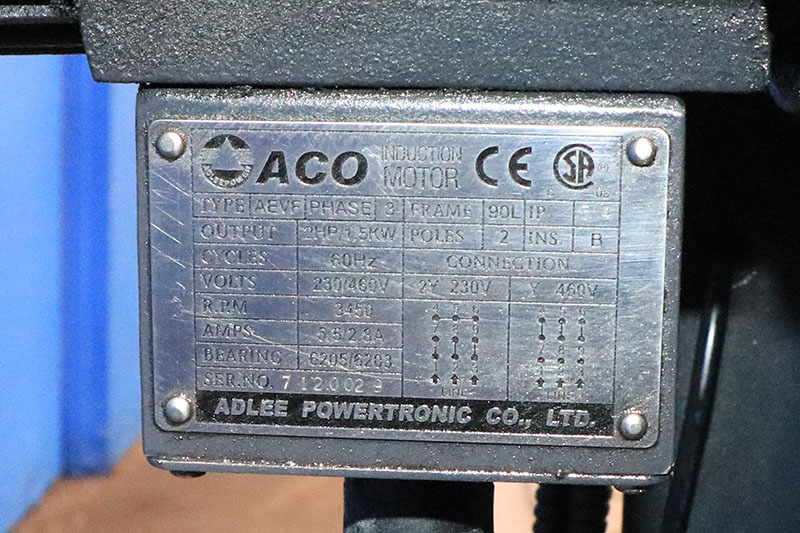 ACO INDUCTION MOTOR CE SA
TYPE AEVF PHASE 3 FRAME 90L IP
OUTPUT 2HP/1.5KW POLES 2 INS. B
CYCLES 60Hz CONNECTION
VOLTS 230/460V 2Y 230V Y 460V
R.P.M 3450
AMPS 5.6/2.8A
BEARING 6205/6203
SER.NO. 7120029
ADLEE POWERTRONIC CO., LTD.